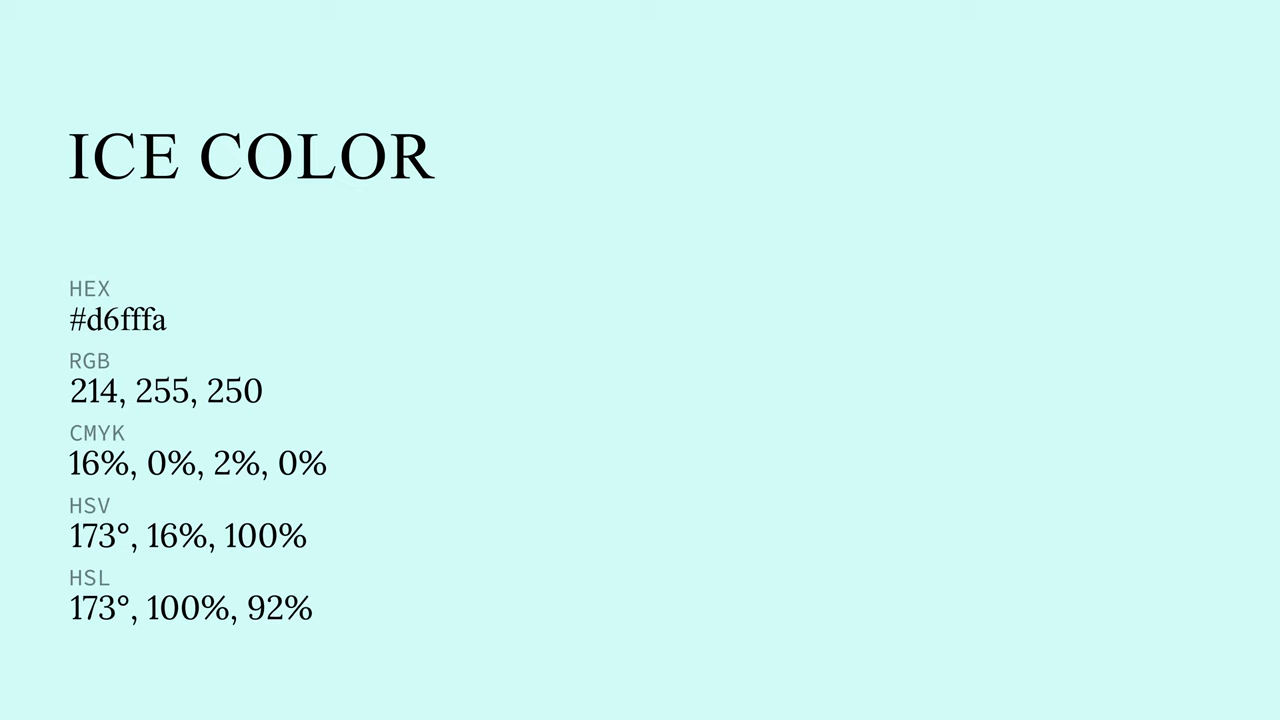 ICE COLOR
HEX
#d6fffa
RGB
214, 255, 250
CMYK
16%, 0%, 2%, 0%
HSV
173°, 16%, 100%
HSL
173°, 100%, 92%